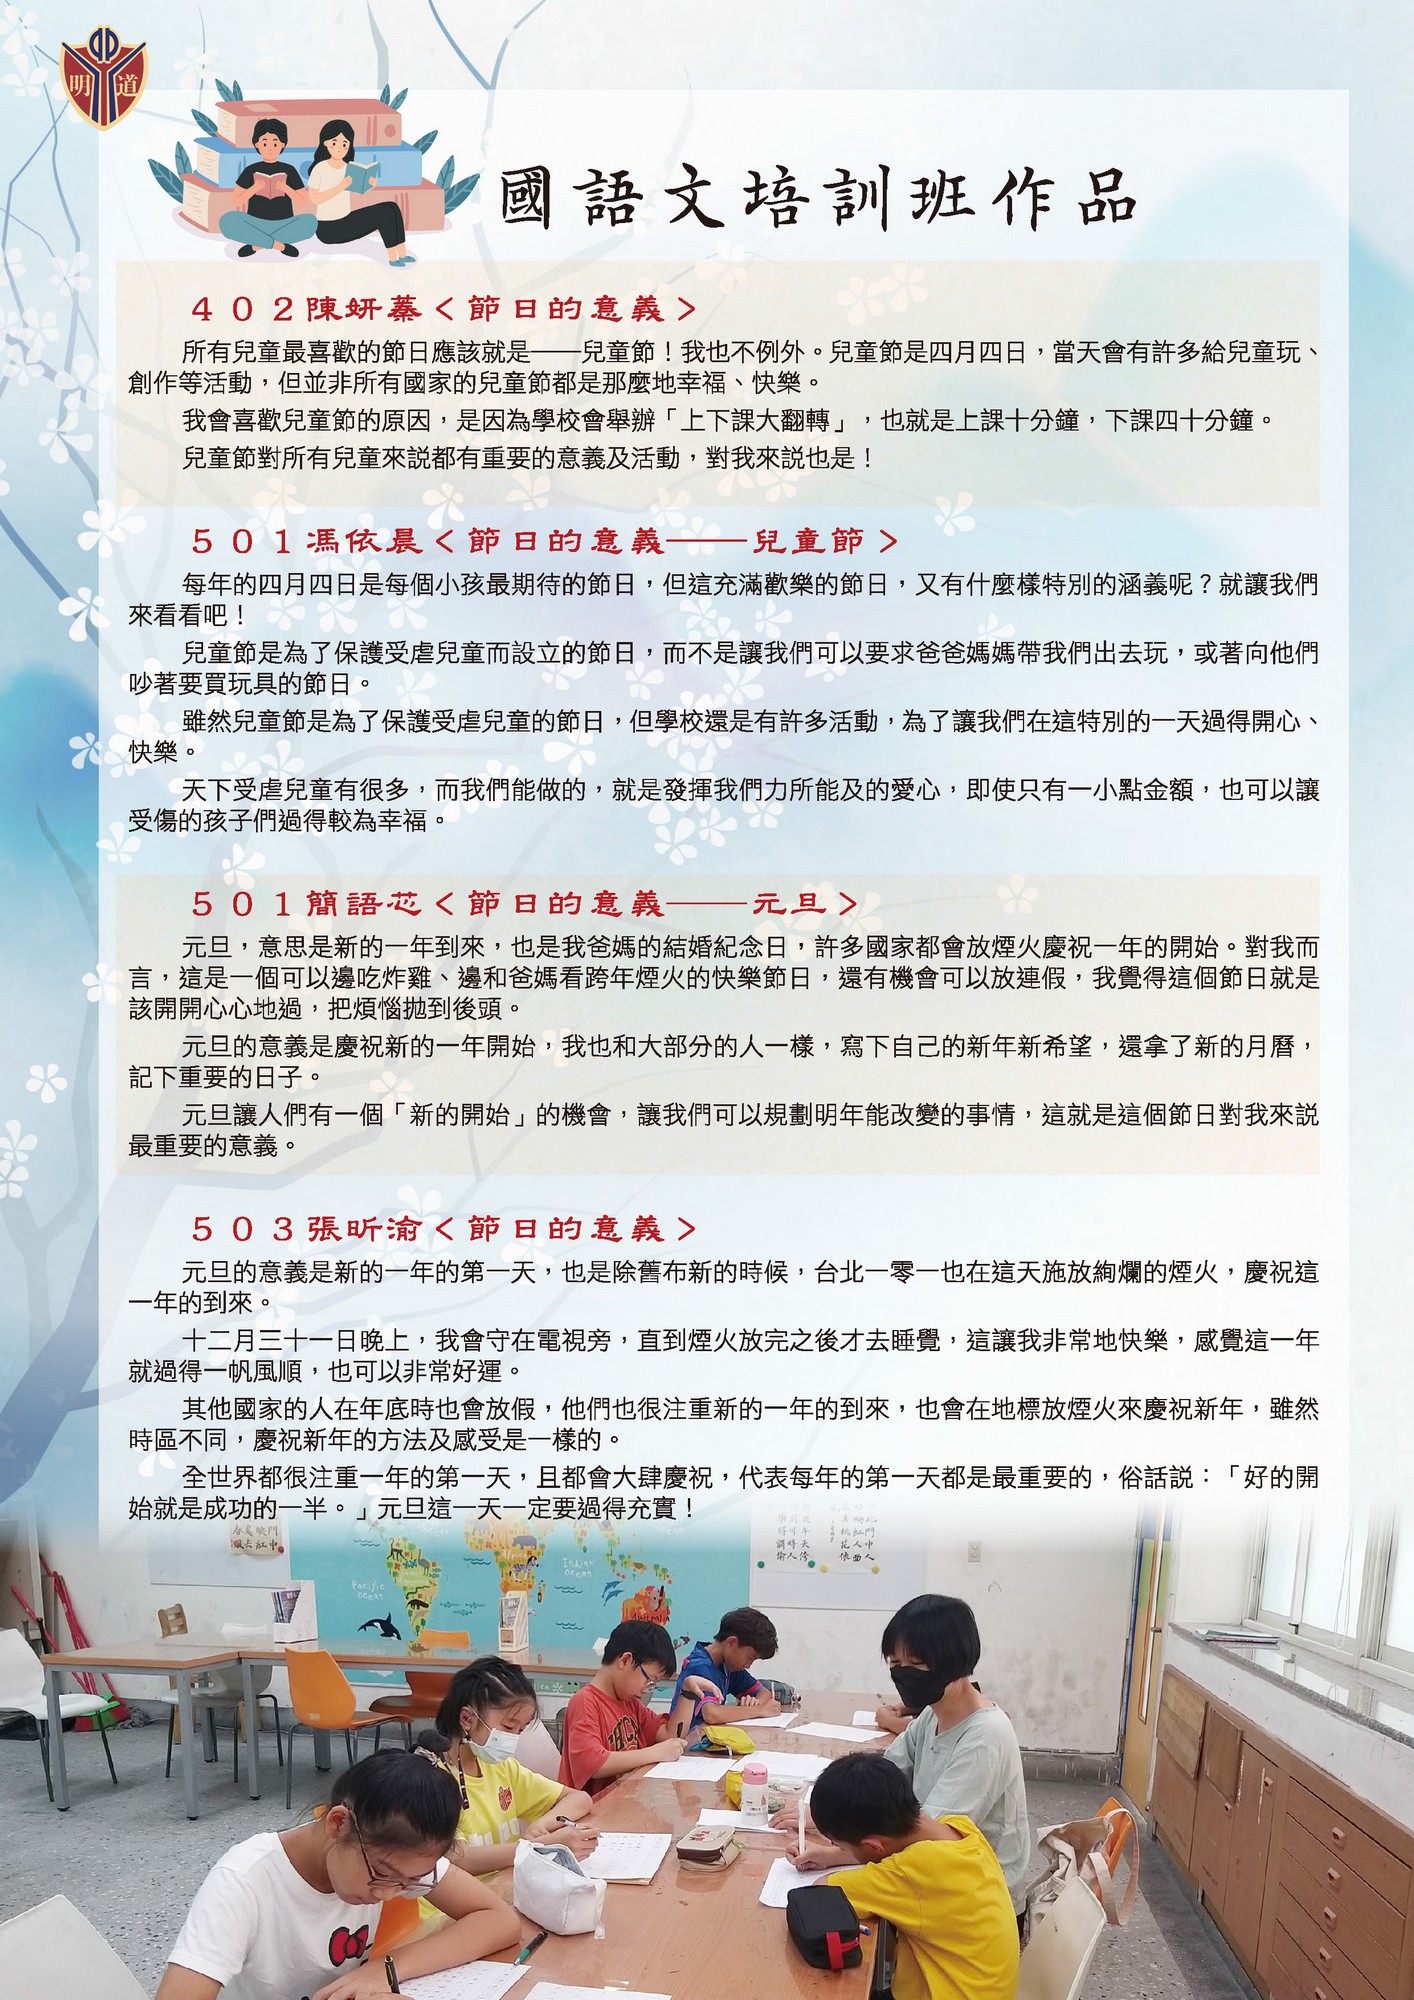 明道
國語文培訓班作品
402陳妍蓁<節日的意義>
所有兒童最喜歡的節日應該就是——兒童節！我也不例外。兒童節是四月四日，當天會有許多給兒童玩、
創作等活動，但並非所有國家的兒童節都是那麼地幸福、快樂。
我會喜歡兒童節的原因，是因為學校會舉辦「上下課大翻轉」，也就是上課十分鐘，下課四十分鐘。
兒童節對所有兒童來說都有重要的意義及活動，對我來說也是！
501馮依晨<節日的意義——兒童節>
每年的四月四日是每個小孩最期待的節日，但這充滿歡樂的節日，又有什麼樣特別的涵義呢？就讓我們
來看看吧！
兒童節是為了保護受虐兒童而設立的節日，而不是讓我們可以要求爸爸媽媽帶我們出去玩，或著向他們
吵著要買玩具的節日。
雖然兒童節是為了保護受虐兒童的節日，但學校還是有許多活動，為了讓我們在這特別的一天過得開心、
快樂。
天下受虐兒童有很多，而我們能做的，就是發揮我們力所能及的愛心，即使只有一小點金額，也可以讓
受傷的孩子們過得較為幸福。
501簡語芯<節日的意義——元旦>
元旦，意思是新的一年到來，也是我爸媽的結婚紀念日，許多國家都會放煙火慶祝一年的開始。對我而
言，這是一個可以邊吃炸雞、邊和爸媽看跨年煙火的快樂節日，還有機會可以放連假，我覺得這個節日就是
該開開心心地過，把煩惱拋到後頭。
元旦的意義是慶祝新的一年開始，我也和大部分的人一樣，寫下自己的新年新希望，還拿了新的月曆，
記下重要的日子。
元旦讓人們有一個「新的開始」的機會，讓我們可以規劃明年能改變的事情，這就是這個節日對我來說
最重要的意義。
503張昕渝<節日的意義>
元旦的意義是新的一年的第一天，也是除舊布新的時候，台北一零一也在這天施放絢爛的煙火，慶祝這
一年的到來。
十二月三十一日晚上，我會守在電視旁，直到煙火放完之後才去睡覺，這讓我非常地快樂，感覺這一年
就過得一帆風順，也可以非常好運。
其他國家的人在年底時也會放假，他們也很注重新的一年的到來，也會在地標放煙火來慶祝新年，雖然
時區不同，慶祝新年的方法及感受是一樣的。
全世界都很注重一年的第一天，且都會大肆慶祝，代表每年的第一天都是最重要的，俗話說：「好的開
始就是成功的一半。」元旦這一天一定要過得充實！
Pacific
Ocean
Indian
Ocean